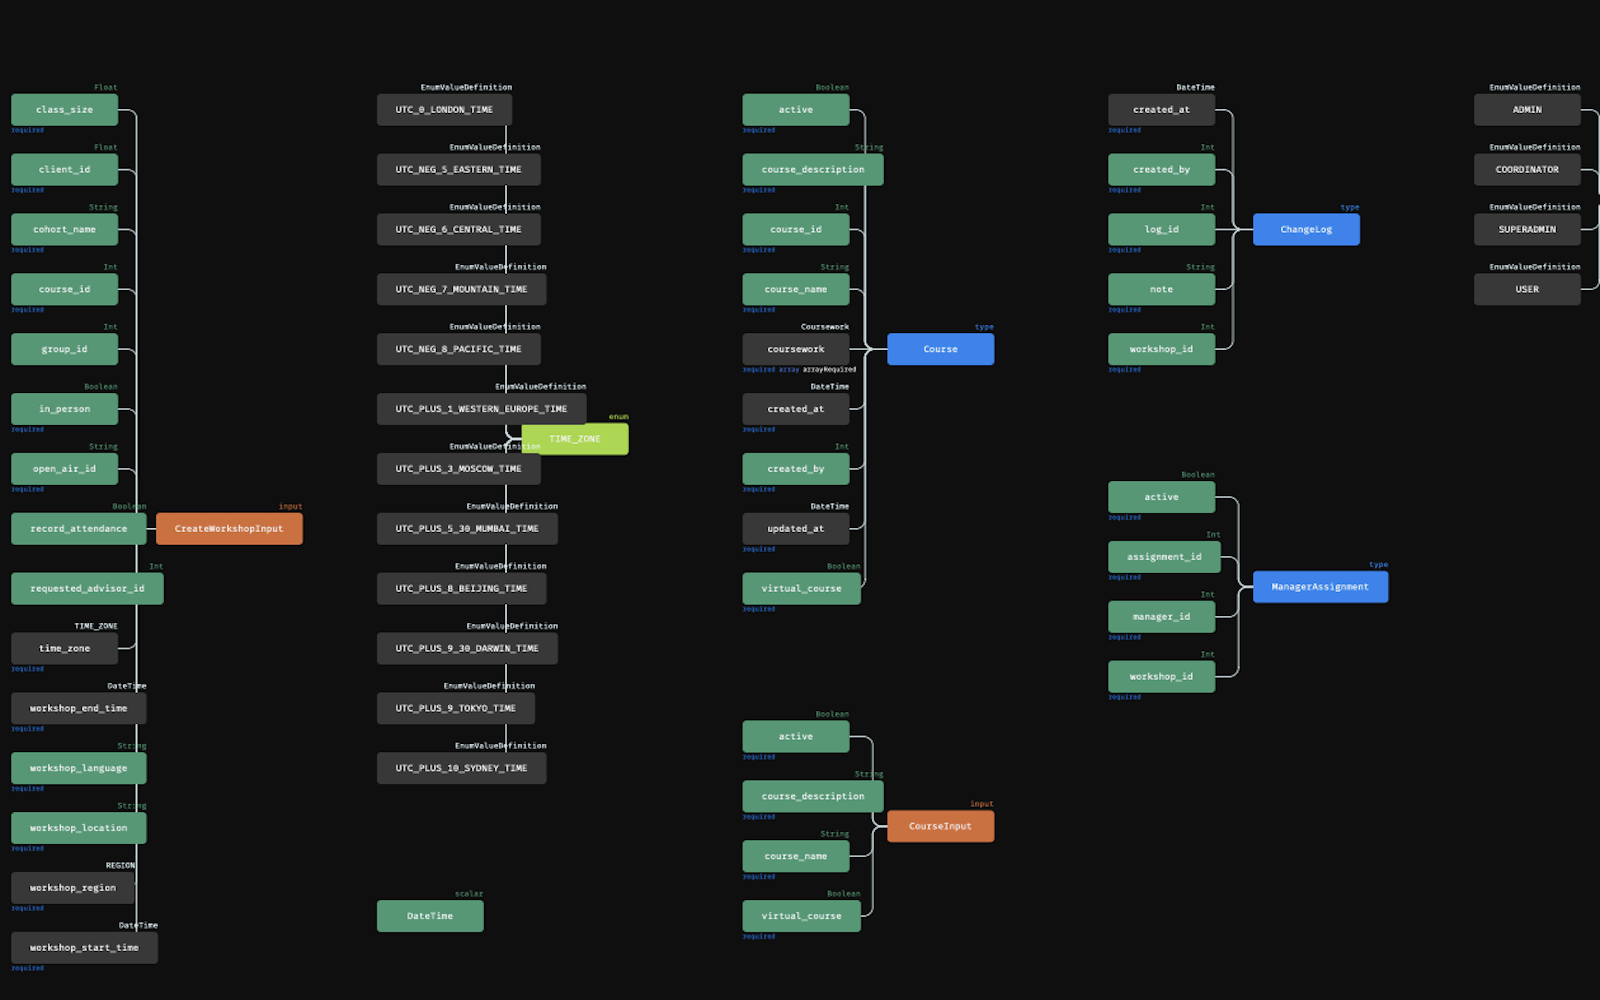 Float
class_size
required
Float
client_id
required
String
cohort_name
required
Int
course_id
required
Int
group_id
required
Boolean
in_person
required
String
open_air_id
required
Boolean
record_attendance
required
input
CreateWorkshopInput
Int
requested_advisor_id
TIME_ZONE
time_zone
required
DateTime
workshop_end_time
required
String
workshop_language
required
String
workshop_location
required
REGION
workshop_region
required
DateTime
workshop_start_time
required
EnumValueDefinition
UTC_0_LONDON_TIME
EnumValueDefinition
UTC_NEG_5_EASTERN_TIME
EnumValueDefinition
UTC_NEG_6_CENTRAL_TIME
EnumValueDefinition
UTC_NEG_7_MOUNTAIN_TIME
EnumValueDefinition
UTC_NEG_8_PACIFIC_TIME
EnumValueDefinition
UTC_PLUS_1_WESTERN_EUROPE_TIME
enum
TIME_ZONE
EnumValueDefinition
UTC_PLUS_3_MOSCOW_TIME
EnumValueDefinition
UTC_PLUS_5_30_MUMBAI_TIME
EnumValueDefinition
UTC_PLUS_8_BEIJING_TIME
EnumValueDefinition
UTC_PLUS_9_30_DARWIN_TIME
EnumValueDefinition
UTC_PLUS_9_TOKYO_TIME
EnumValueDefinition
UTC_PLUS_10_SYDNEY_TIME
scalar
DateTime
Boolean
active
required
String
course_description
Int
course_id
required
String
course_name
required
Coursework
coursework
required array arrayRequired
type
Course
DateTime
created_at
required
Int
created_by
required
DateTime
updated_at
required
Boolean
virtual_course
required
Boolean
active
required
String
course_description
required
input
CourseInput
String
course_name
required
Boolean
virtual_course
required
DateTime
created_at
required
Int
created_by
required
Int
log_id
required
type
ChangeLog
String
note
required
Int
workshop_id
required
Boolean
active
required
Int
assignment_id
required
type
ManagerAssignment
Int
manager_id
required
Int
workshop_id
required
EnumValueDefinition
ADMIN
EnumValueDefinition
COORDINATOR
EnumValueDefinition
SUPERADMIN
EnumValueDefinition
USER